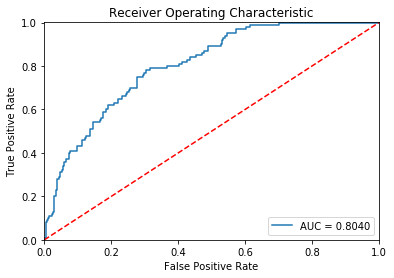 Receiver Operating Characteristic
1.0
0.8
0.6
0.4
0.2
0.0
True Positive Rate
AUC = 0.8040
0.0 0.2 0.4 0.6 0.8 1.0
False Positive Rate